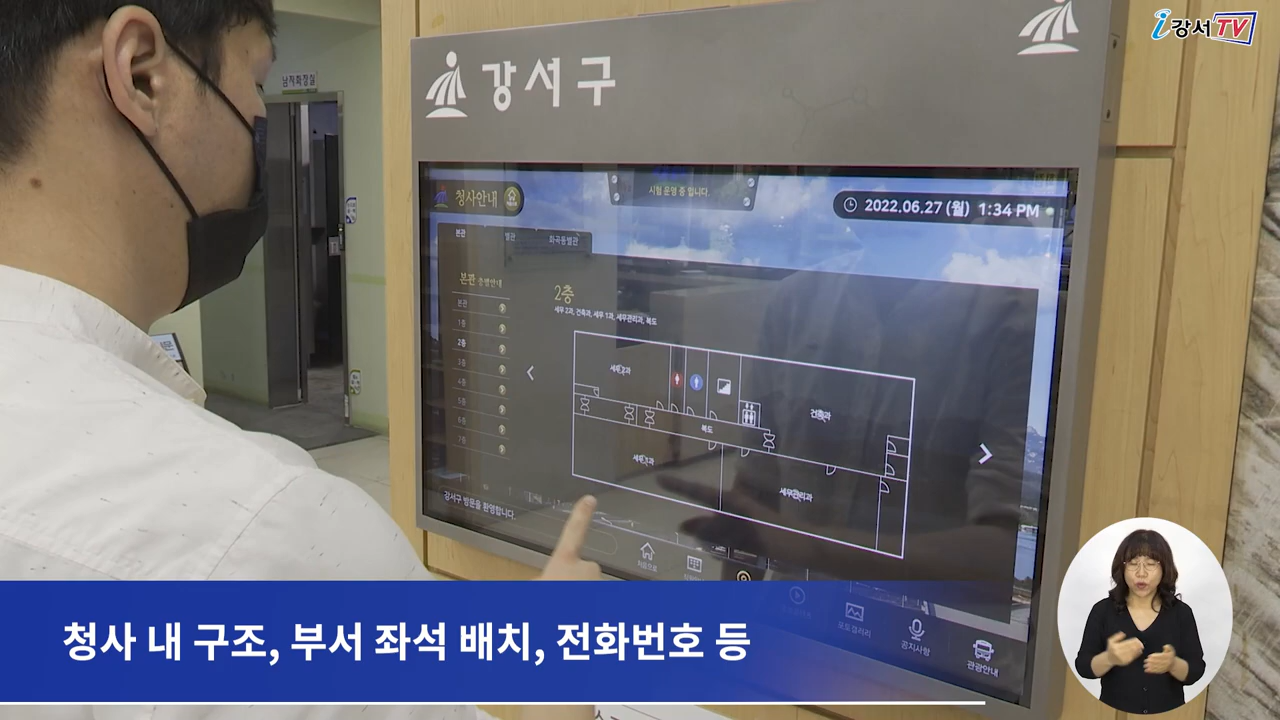 i강서TV
남자화장실
강서구
청사안내
시험 운영 중 입니다.
2022.06.27 (월) 1:34 PM
본관
별관
화곡동별관
본관 층별안내
본관
1층
2층
3층
4층
5층
6층
7층
2층
세무 2과, 건축과, 세무 1과, 세무관리과, 복도
세무2과
건축과
복도
세무1과
세무관리과
강서구 방문을 환영합니다.
처음으로
포토갤러리
공지사항
관광안내
청사 내 구조, 부서 좌석 배치, 전화번호 등